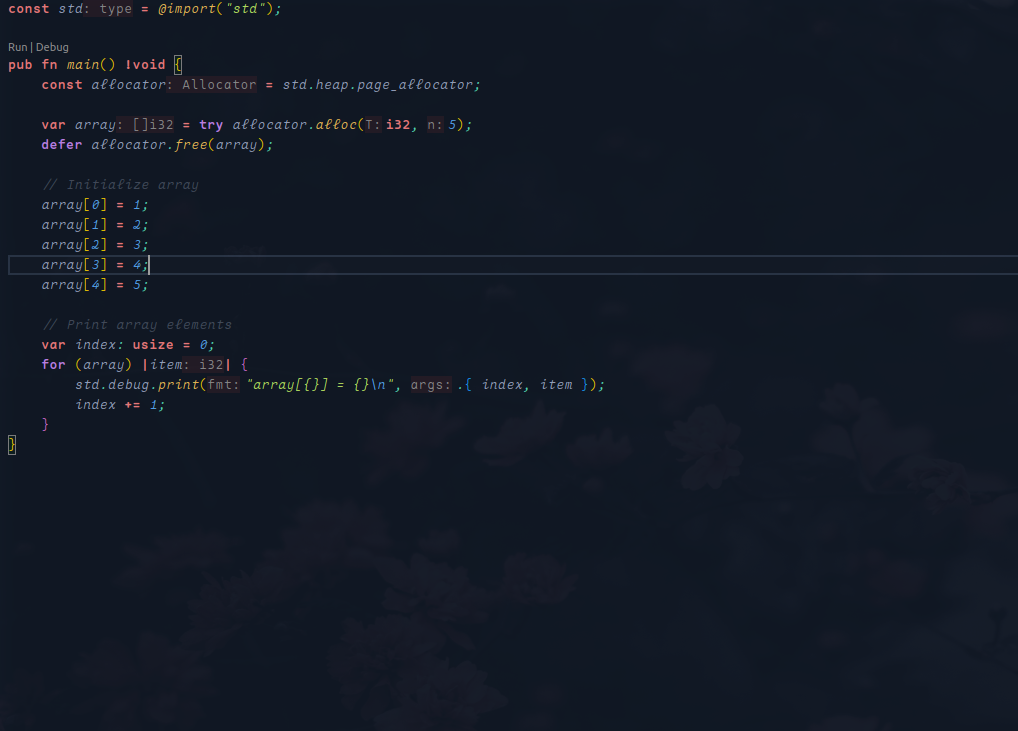 const std: type = @import("std");
Run | Debug
pub fn main() !void {
    const allocator: Allocator = std.heap.page_allocator;
    var array: []i32 = try allocator.alloc(T: i32, n: 5);
    defer allocator.free(array);
    // Initialize array
    array[0] = 1;
    array[1] = 2;
    array[2] = 3;
    array[3] = 4;
    array[4] = 5;
    // Print array elements
    var index: usize = 0;
    for (array) |item: i32| {
        std.debug.print(fmt: "array[{}] = {}\n", args: .{ index, item });
        index += 1;
    }
}